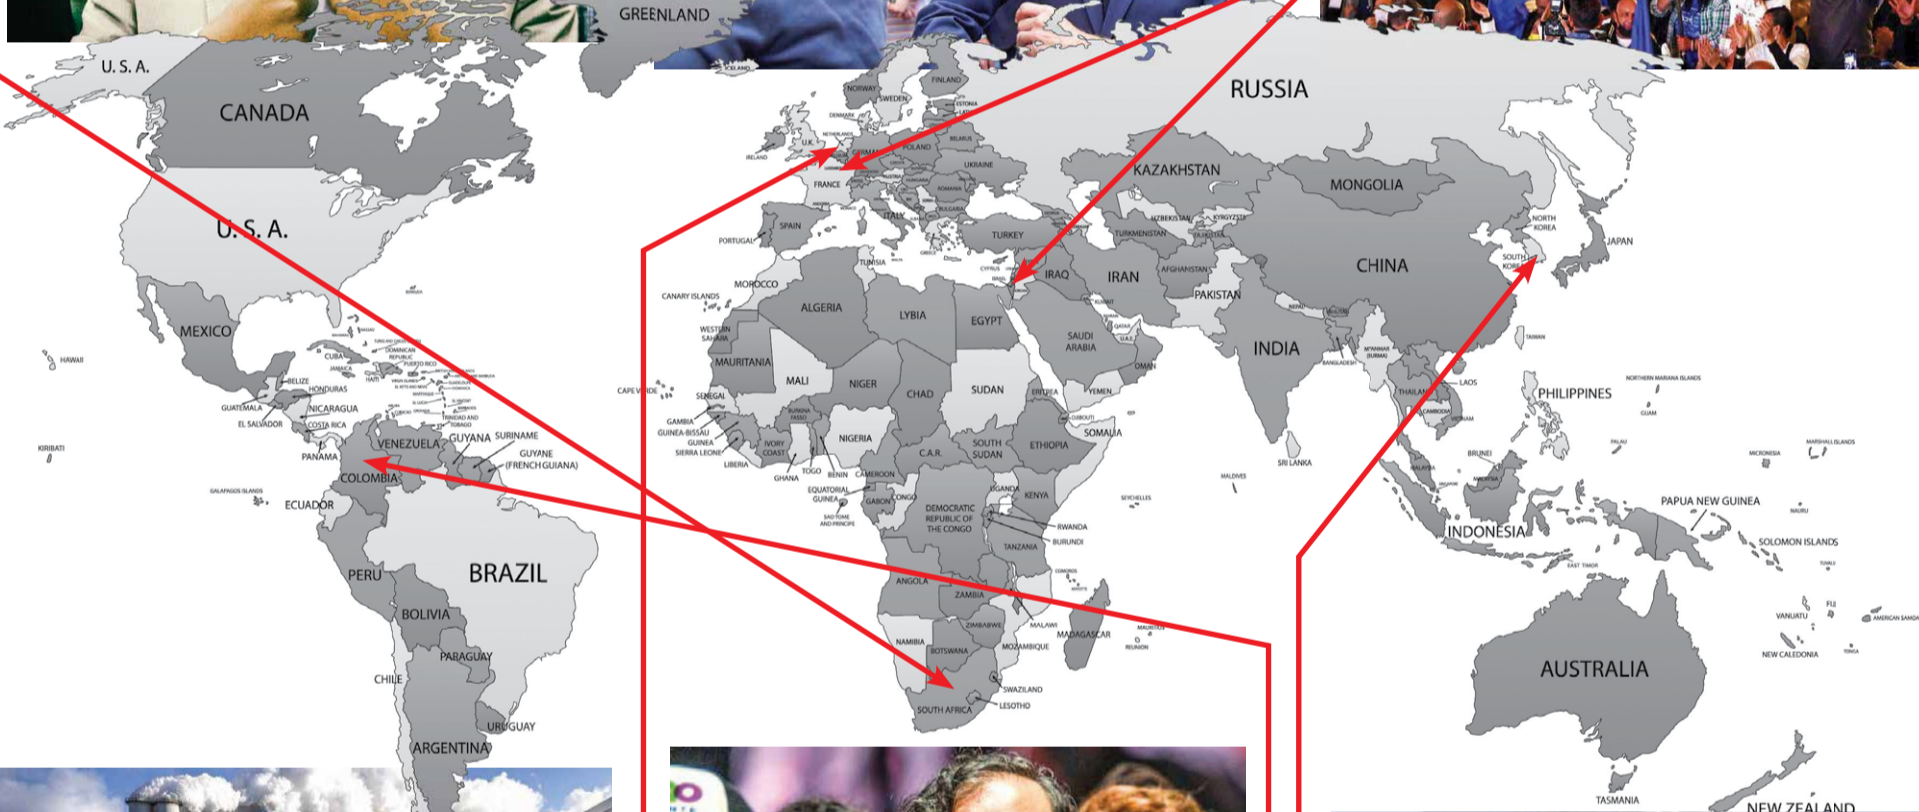 GREENLAND
ICELAND
U. S. A.
CANADA
RUSSIA
NORWAY
SWEDEN
FINLAND
ESTONIA
DENMARK
NETHERLANDS
U.K.
IRELAND
POLAND
BELARUS
UKRAINE
FRANCE
ROMANIA
BULGARIA
ITALY
SPAIN
PORTUGAL
KAZAKHSTAN
MONGOLIA
UZBEKISTAN
KYRGYZSTAN
TURKMENISTAN
U. S. A.
TURKEY
GREECE
CYPRUS
TUNISIA
NORTH
KOREA
SOUTH
JAPAN
CHINA
IRAQ
IRAN
AFGHANISTAN
PAKISTAN
MOROCCO
CANARY ISLANDS
ALGERIA
LYBIA
EGYPT
KUWAIT
QATAR
U.A.E.
NEPAL
WESTERN
SAHARA
SAUDI
ARABIA
OMAN
INDIA
BANGLADESH
MYANMAR
(BURMA)
TAIWAN
MEXICO
CUBA
JAMAICA
HAITI
DOMINICAN
REPUBLIC
PUERTO RICO
HAWAII
BELIZE
HONDURAS
GUATEMALA
NICARAGUA
EL SALVADOR
COSTA RICA
PANAMA
TRINIDAD AND
TOBAGO
MAURITANIA
MALI
NIGER
CHAD
SUDAN
ERITREA
YEMEN
DJIBOUTI
CAPE VERDE
SENEGAL
GAMBIA
GUINEA-BISSAU
GUINEA
SIERRA LEONE
LIBERIA
IVORY
COAST
BURKINA
FASSO
GHANA
TOGO
BENIN
NIGERIA
CAMEROON
C.A.R.
SOUTH
SUDAN
ETHIOPIA
SOMALIA
LAOS
THAILAND
CAMBODIA
VIETNAM
PHILIPPINES
NORTHERN MARIANA ISLANDS
GUAM
PALAU
MICRONESIA
MARSHALL ISLANDS
KIRIBATI
VENEZUELA
GUYANA
SURINAME
GUYANE
(FRENCH GUIANA)
COLOMBIA
GALAPAGOS ISLANDS
ECUADOR
SRI LANKA
MALDIVES
SEYCHELLES
BRUNEI
MALAYSIA
EQUATORIAL
GUINEA
SAO TOME
AND PRINCIPE
GABON
CONGO
DEMOCRATIC
REPUBLIC OF
THE CONGO
UGANDA
KENYA
RWANDA
BURUNDI
TANZANIA
COMOROS
INDONESIA
EAST TIMOR
PAPUA NEW GUINEA
NAURU
SOLOMON ISLANDS
TUVALU
PERU
BRAZIL
BOLIVIA
PARAGUAY
CHILE
URUGUAY
ARGENTINA
ANGOLA
ZAMBIA
MALAWI
ZIMBABWE
MOZAMBIQUE
MADAGASCAR
MAURITIUS
REUNION
NAMIBIA
BOTSWANA
SWAZILAND
LESOTHO
SOUTH AFRICA
AUSTRALIA
VANUATU
FIJI
AMERICAN SAMOA
NEW CALEDONIA
TONGA
TASMANIA
NEW ZEALAND